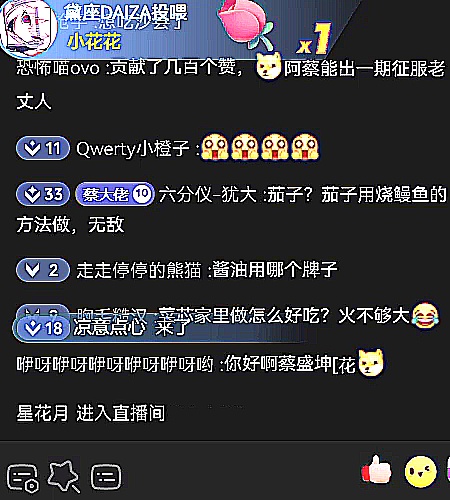 黛座DAIZA投喂
小花花
x1
恐怖喵ovo :贡献了几百个赞，阿蔡能出一期征服老
丈人
11 Qwerty小橙子 :
33 蔡大佬 10 六分仪-犹大 :茄子？茄子用烧鳗鱼的
方法做，无敌
2 走走停停的熊猫 :酱油用哪个牌子
菜芯家里做怎么好吃？火不够大
18 凉意点心 来了
咿呀咿呀咿呀咿呀咿呀咿呀哟 :你好啊蔡盛坤[花
星花月 进入直播间